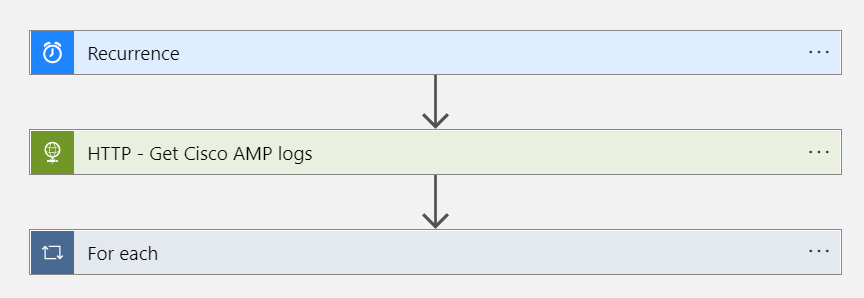 Recurrence
HTTP - Get Cisco AMP logs
For each